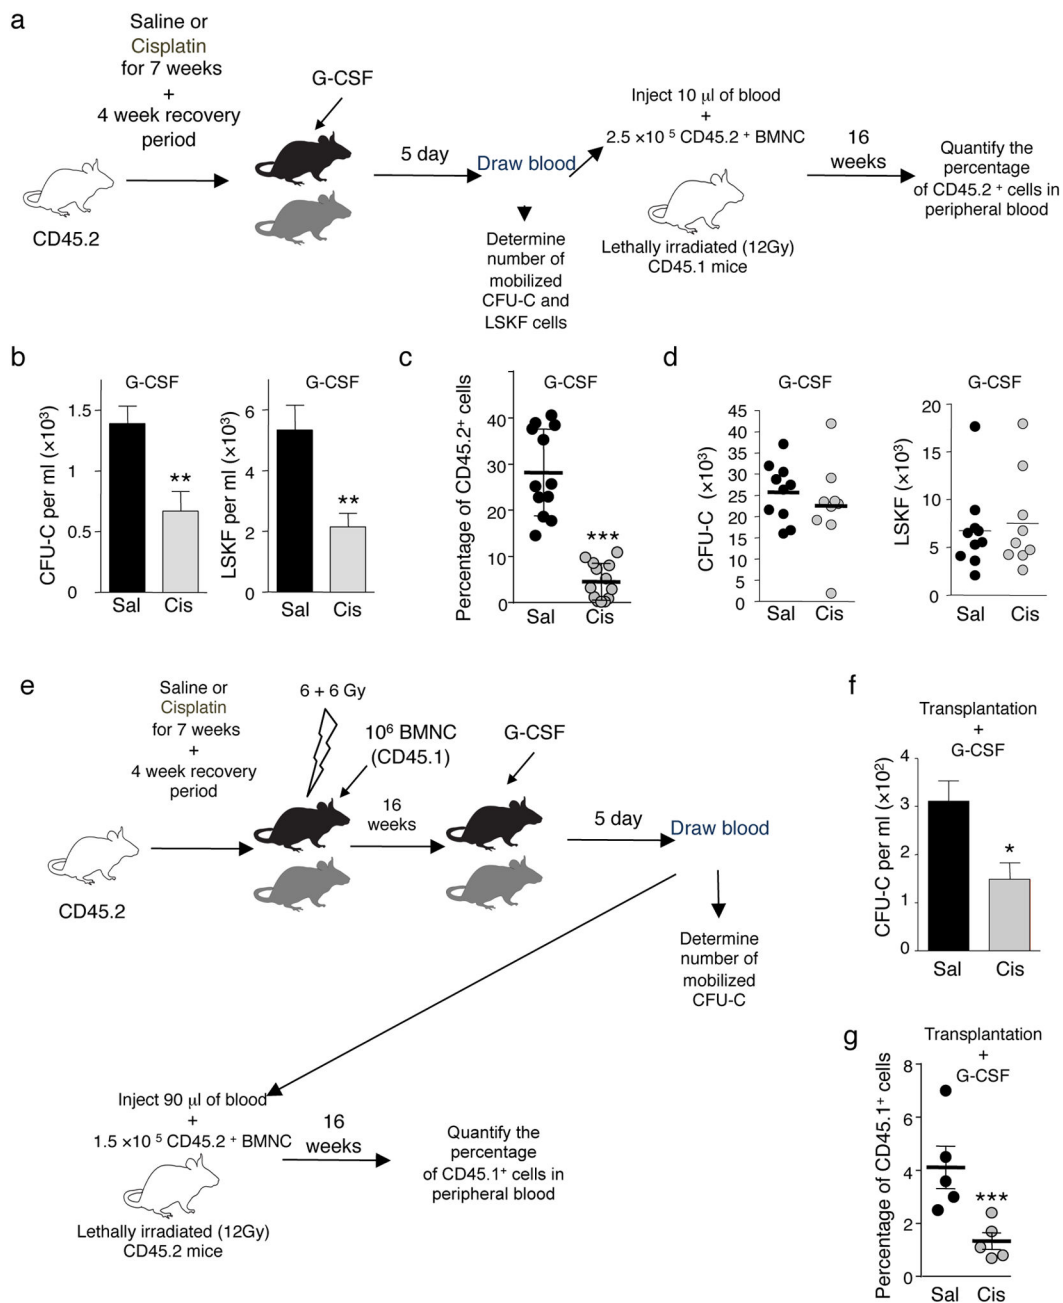 a
Saline or
Cisplatin
for 7 weeks
+
4 week recovery
period
CD45.2
G-CSF
5 day
Draw blood
Determine
number of
mobilized
CFU-C and
LSKF cells
Inject 10 µl of blood
+
2.5 ×10 ⁵ CD45.2 ⁺ BMNC
Lethally irradiated (12Gy)
CD45.1 mice
16
weeks
Quantify the
percentage
of CD45.2 ⁺ cells in
peripheral blood
b
G-CSF
CFU-C per ml (×10³)
1.5
1
0.5
0
**
Sal Cis
G-CSF
LSKF per ml (×10³)
6
4
2
0
**
Sal Cis
c
G-CSF
Percentage of CD45.2⁺ cells
40
30
20
10
0
***
Sal Cis
d
G-CSF
CFU-C (×10³)
45
40
35
30
25
20
15
10
5
0
Sal Cis
G-CSF
LSKF (×10³)
20
15
10
5
0
Sal Cis
e
Saline or
Cisplatin
for 7 weeks
+
4 week recovery
period
CD45.2
6 + 6 Gy
10⁶ BMNC
(CD45.1)
16
weeks
G-CSF
5 day
Draw blood
Determine
number of
mobilized
CFU-C
Inject 90 µl of blood
+
1.5 ×10 ⁵ CD45.2 ⁺ BMNC
Lethally irradiated (12Gy)
CD45.2 mice
16
weeks
Quantify the
percentage
of CD45.1⁺ cells in
peripheral blood
f
Transplantation
+
G-CSF
CFU-C per ml (×10²)
4
3
2
1
0
*
Sal Cis
g
Transplantation
+
G-CSF
Percentage of CD45.1⁺ cells
8
6
4
2
0
***
Sal Cis